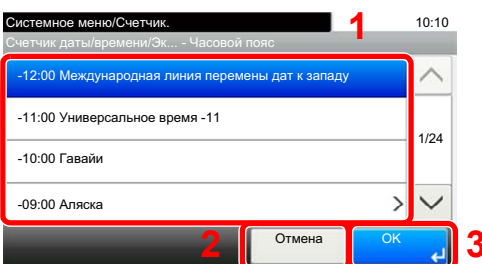 Системное меню/Счетчик.
1
10:10
Счетчик даты/времени/Эк... - Часовой пояс
-12:00 Международная линия перемены дат к западу
-11:00 Универсальное время -11
1/24
-10:00 Гавайи
-09:00 Аляска
2
Отмена
OK
3